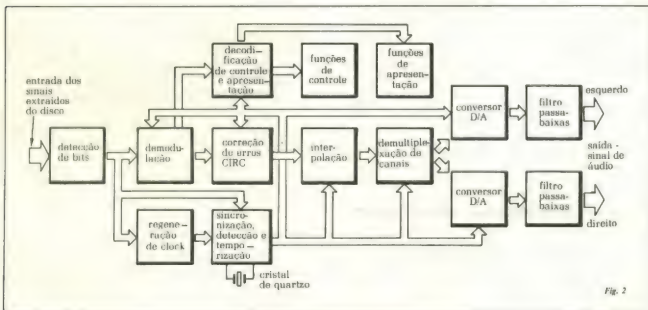 decodi-
ficação
de controle
e apresen-
tação
funções
de
controle
funções
de
apresen-
tação
entrada dos
sinais
extraídos
do disco
detecção
de bits
demodu-
lação
correção
de erros
CIRC
inter-
polação
demultiple-
xação de
canais
conversor
D/A
filtro
passa-
baixas
esquerdo
saída -
sinal de
áudio
conversor
D/A
filtro
passa-
baixas
direito
regene-
ração
de clock
sincro-
nização,
detecção e
tempo-
rização
cristal
de quartzo
Fig. 2